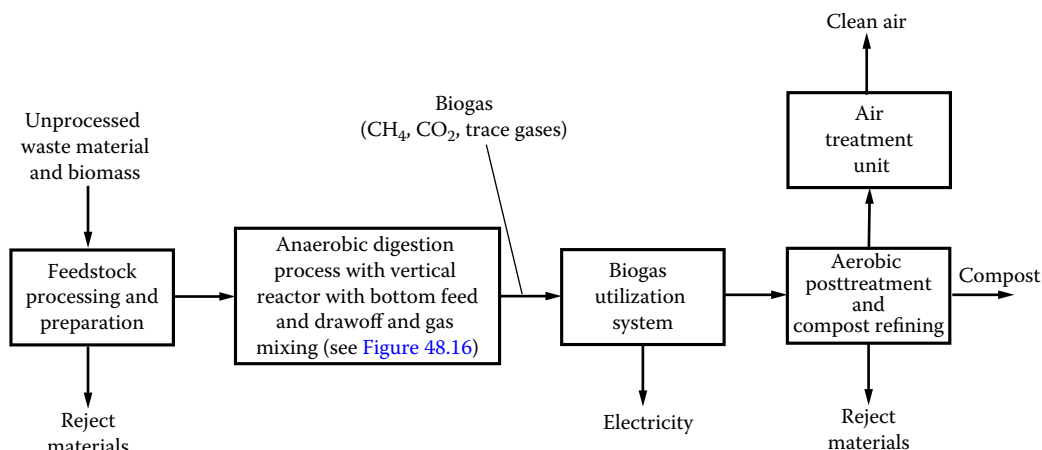 Clean air
Unprocessed
waste material
and biomass
Biogas
(CH₄, CO₂, trace gases)
Air
treatment
unit
Feedstock
processing and
preparation
Anaerobic digestion
process with vertical
reactor with bottom feed
and drawoff and gas
mixing (see Figure 48.16)
Biogas
utilization
system
Aerobic
posttreatment
and
compost refining
Compost
Reject
materials
Electricity
Reject
materials